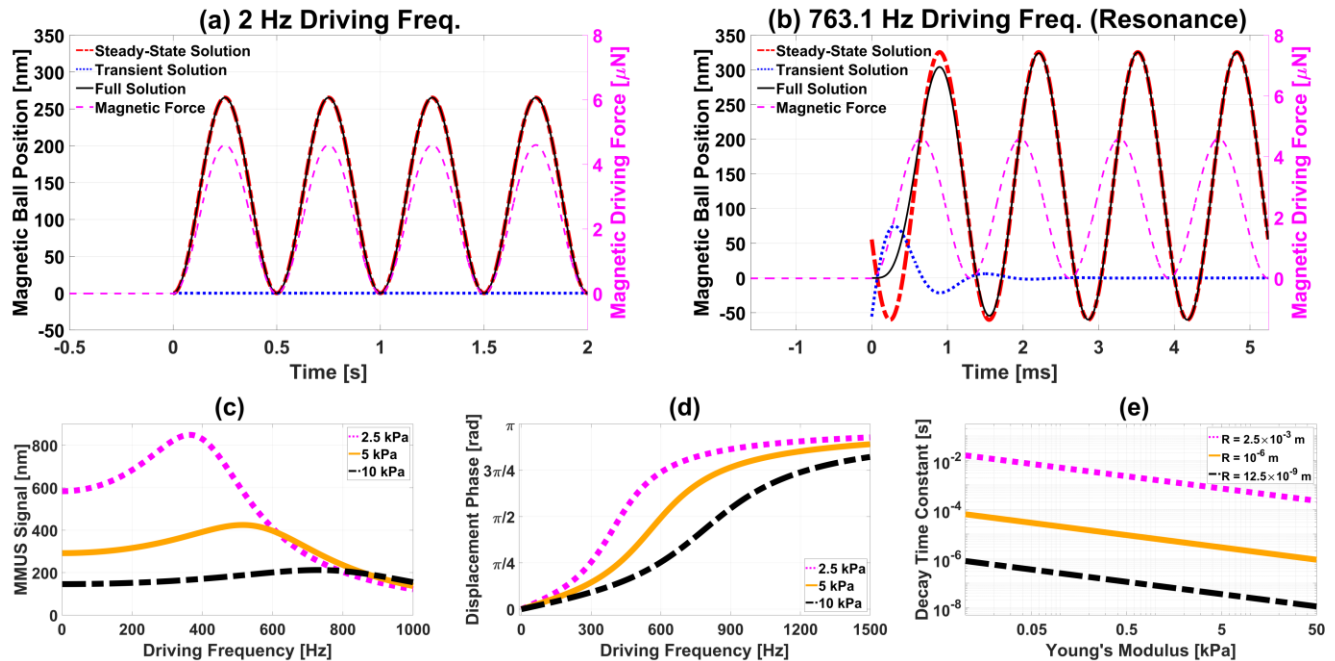 (a) 2 Hz Driving Freq.
350
300
250
200
150
100
50
0
-50
Magnetic Ball Position [nm]
Steady-State Solution
Transient Solution
Full Solution
Magnetic Force
8
6
4
2
0
Magnetic Driving Force [μN]
-0.5
0
0.5
1
1.5
2
Time [s]
(b) 763.1 Hz Driving Freq. (Resonance)
350
300
250
200
150
100
50
0
-50
Magnetic Ball Position [nm]
Steady-State Solution
Transient Solution
Full Solution
Magnetic Force
8
6
4
2
0
Magnetic Driving Force [μN]
-1
0
1
2
3
4
5
Time [ms]
(c)
800
600
400
200
0
MMUS Signal [nm]
2.5 kPa
5 kPa
10 kPa
0
200
400
600
800
1000
Driving Frequency [Hz]
(d)
π
3π/4
π/2
π/4
0
Displacement Phase [rad]
2.5 kPa
5 kPa
10 kPa
0
300
600
900
1200
1500
Driving Frequency [Hz]
(e)
10⁻²
10⁻⁴
10⁻⁶
10⁻⁸
Decay Time Constant [s]
R = 2.5×10⁻³ m
R = 10⁻⁶ m
R = 12.5×10⁻⁹ m
0.05
0.5
5
50
Young's Modulus [kPa]